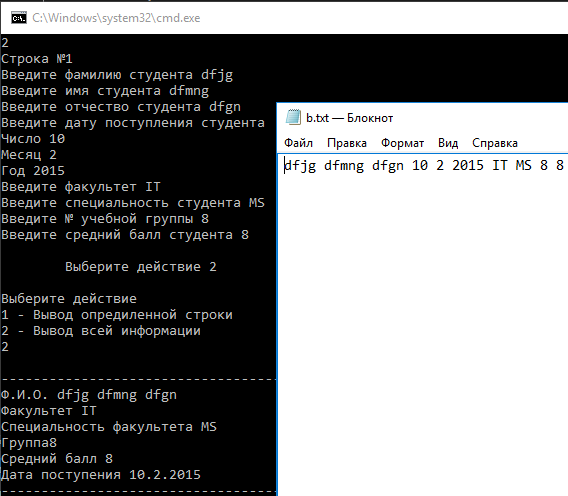 C:\Windows\system32\cmd.exe
2
Строка №1
Введите фамилию студента dfjg
Введите имя студента dfmng
Введите отчество студента dfgn
Введите дату поступления студента
Число 10
Месяц 2
Год 2015
Введите факультет IT
Введите специальность студента MS
Введите № учебной группы 8
Введите средний балл студента 8
Выберите действие 2
Выберите действие
1 - Вывод опредиленной строки
2 - Вывод всей информации
2
-----------------------------------
Ф.И.О. dfjg dfmng dfgn
Факультет IT
Специальность факультета MS
Группа8
Средний балл 8
Дата поступления 10.2.2015
-----------------------------------
b.txt — Блокнот
Файл Правка Формат Вид Справка
dfjg dfmng dfgn 10 2 2015 IT MS 8 8